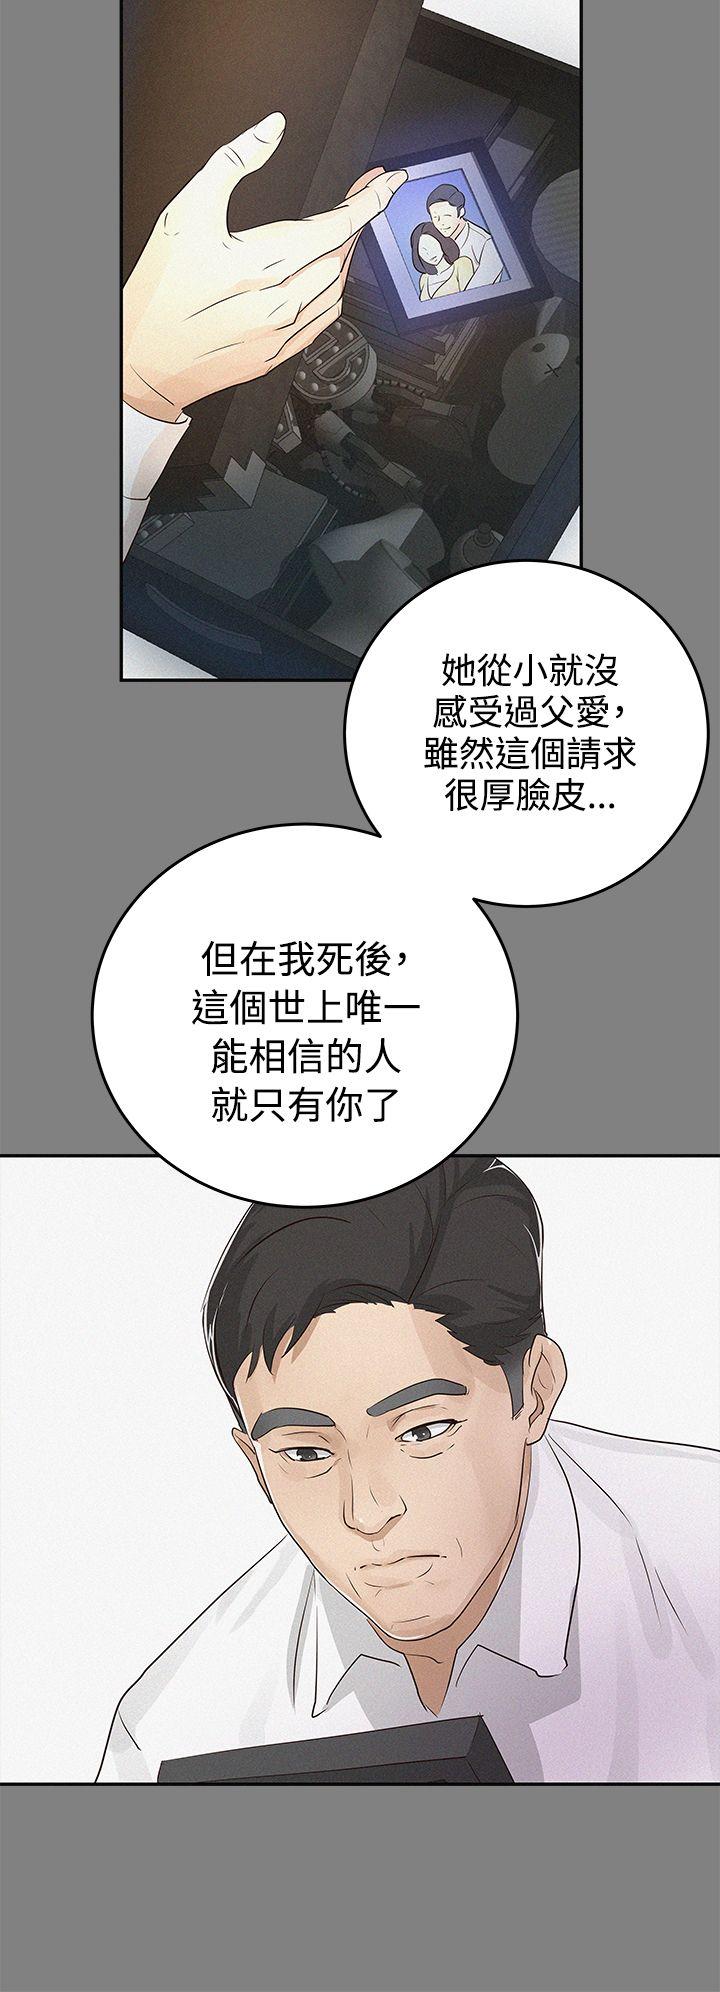 她從小就沒
感受過父愛，
雖然這個請求
很厚臉皮...
但在我死後，
這個世上唯一
能相信的人
就只有你了